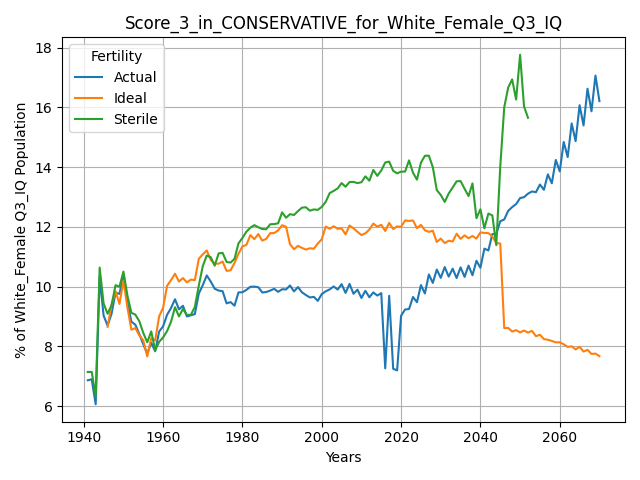 Score_3_in_CONSERVATIVE_for_White_Female_Q3_IQ
% of White_Female Q3_IQ Population
18
16
14
12
10
8
6
Fertility
Actual
Ideal
Sterile
1940 1960 1980 2000 2020 2040 2060
Years